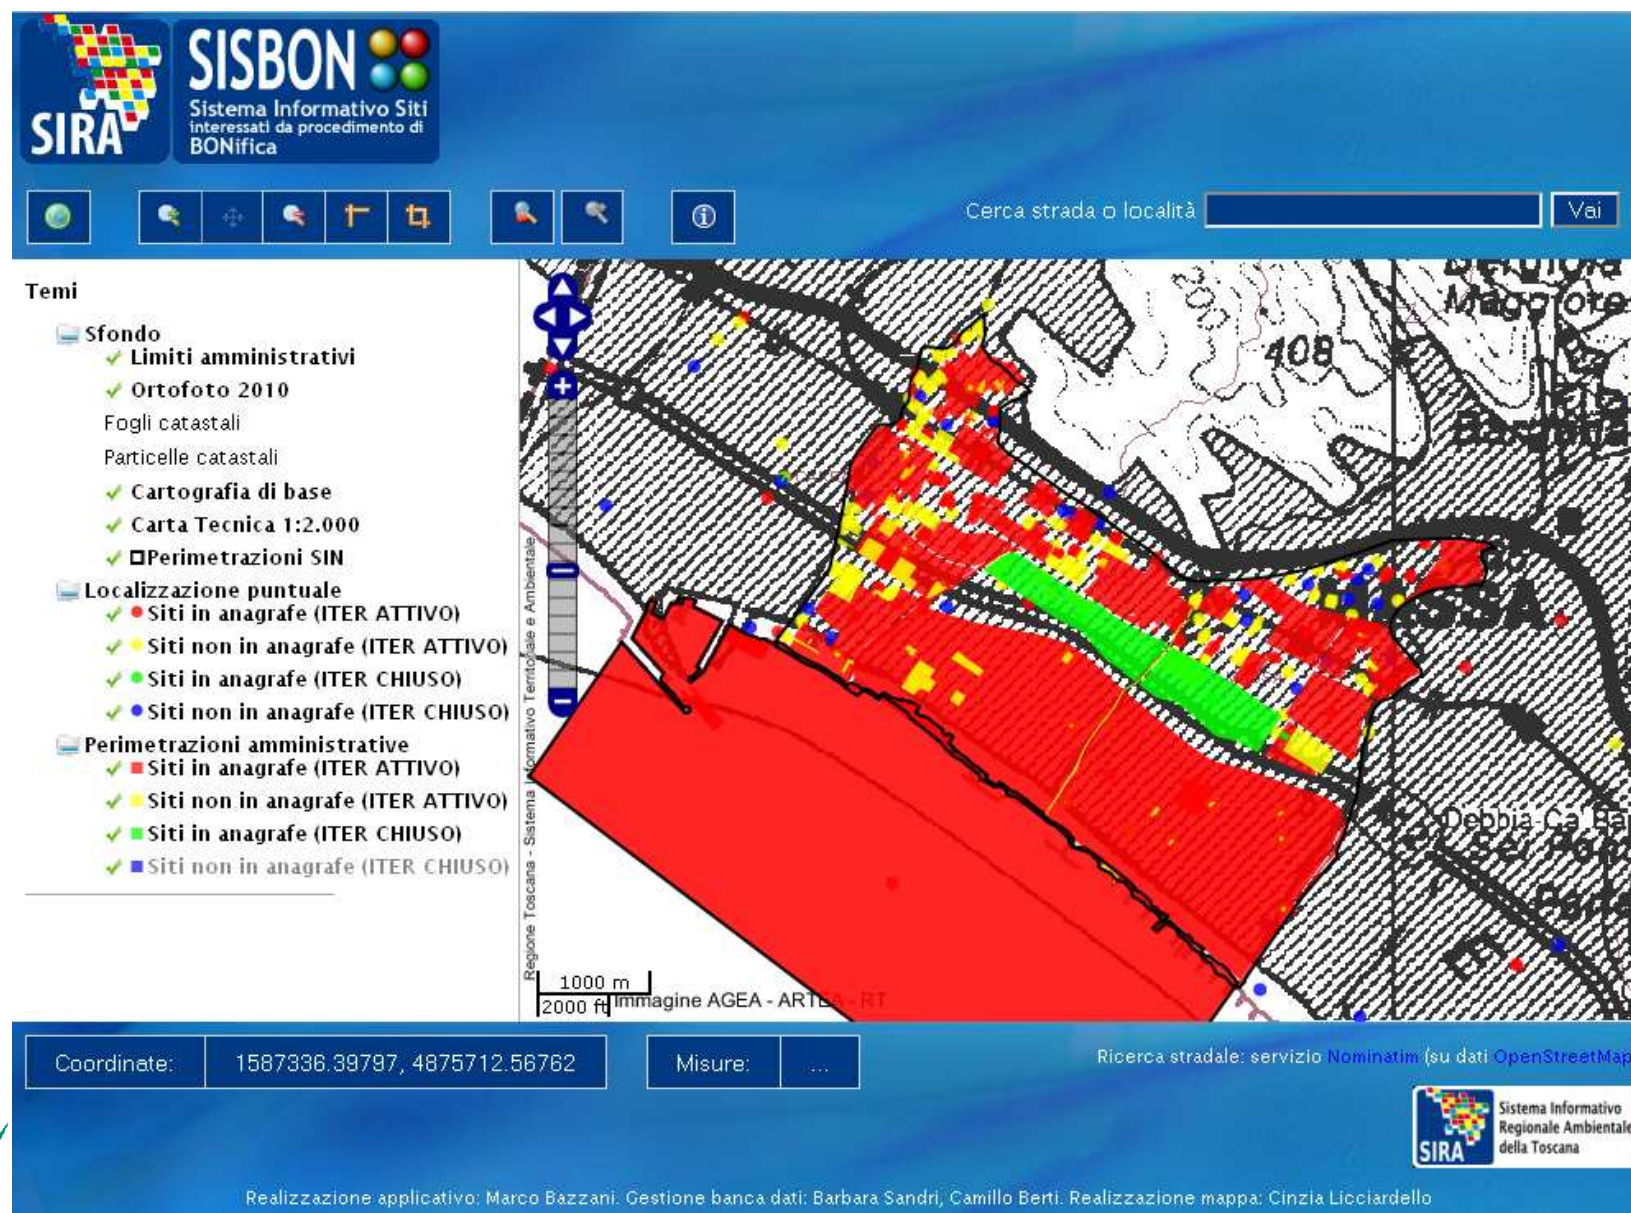 SIRA
SISBON
Sistema Informativo Siti
interessati da procedimento di
BONifica
Cerca strada o località
Vai
Temi
Sfondo
Limiti amministrativi
Ortofoto 2010
Fogli catastali
Particelle catastali
Cartografia di base
Carta Tecnica 1:2.000
Perimetrazioni SIN
Localizzazione puntuale
Siti in anagrafe (ITER ATTIVO)
Siti non in anagrafe (ITER ATTIVO)
Siti in anagrafe (ITER CHIUSO)
Siti non in anagrafe (ITER CHIUSO)
Perimetrazioni amministrative
Siti in anagrafe (ITER ATTIVO)
Siti non in anagrafe (ITER ATTIVO)
Siti in anagrafe (ITER CHIUSO)
Siti non in anagrafe (ITER CHIUSO)
Regione Toscana - Sistema Informativo Territoriale e Ambientale
Maggiore
408
SSA
Debbia-Ca
1000 m
2000 ft
Immagine AGEA - ARTEA - RT
Coordinate:
1587336.39797, 4875712.56762
Misure:
...
Ricerca stradale: servizio Nominatim (su dati OpenStreetMap
SIRA
Sistema Informativo
Regionale Ambientale
della Toscana
Realizzazione applicativo: Marco Bazzani. Gestione banca dati: Barbara Sandri, Camillo Berti. Realizzazione mappa: Cinzia Licciardello